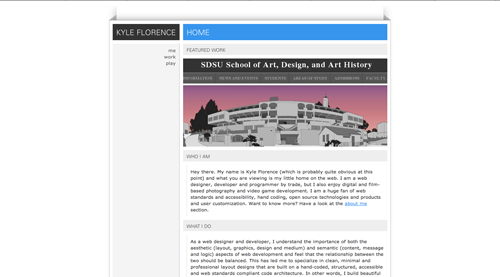 KYLE FLORENCE
HOME
me
work
play
FEATURED WORK
SDSU School of Art, Design, and Art History
INFORMATION NEWS AND EVENTS STUDENTS AREAS OF STUDY ADMISSIONS FACULTY
WHO I AM
Hey there. My name is Kyle Florence (which is probably quite obvious at this
point) and what you are viewing is my little home on the web. I am a web
designer, developer and programmer by trade, but I also enjoy digital and film-
based photography and video game development. I am a huge fan of web
standards and accessibility, hand coding, open source technologies and products
and user customization. Want to know more? Have a look at the about me
section.
WHAT I DO
As a web designer and developer, I understand the importance of both the
aesthetic (layout, graphics, design and medium) and semantic (content, message
and logic) aspects of web development and feel that the relationship between the
two should be balanced. This has led me to specialize in clean, minimal and
professional layout designs that are built on a hand-coded, structured, accessible
and web standards compliant code architecture. In other words, I build beautiful